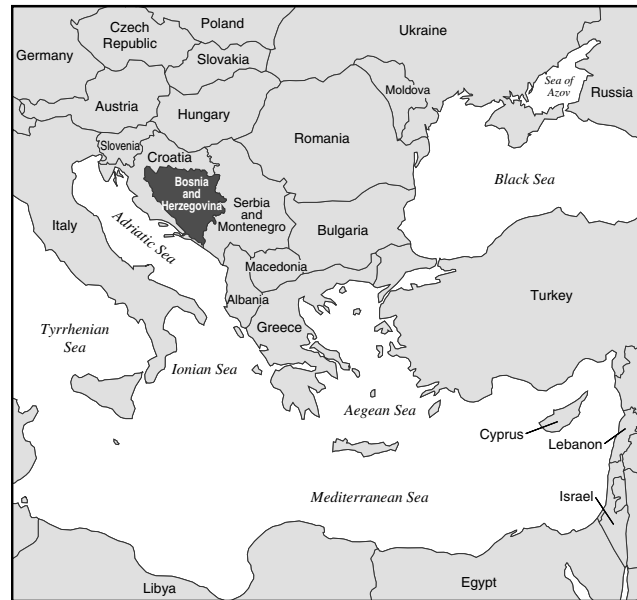 Poland
Czech
Republic
Ukraine
Germany
Slovakia
Sea of
Azov
Moldova
Russia
Austria
Hungary
Romania
Slovenia
Croatia
Bosnia
and
Herzegovina
Black Sea
Serbia
and
Montenegro
Italy
Adriatic Sea
Bulgaria
Macedonia
Turkey
Albania
Greece
Tyrrhenian
Sea
Ionian Sea
Aegean Sea
Cyprus
Lebanon
Mediterranean Sea
Israel
Libya
Egypt